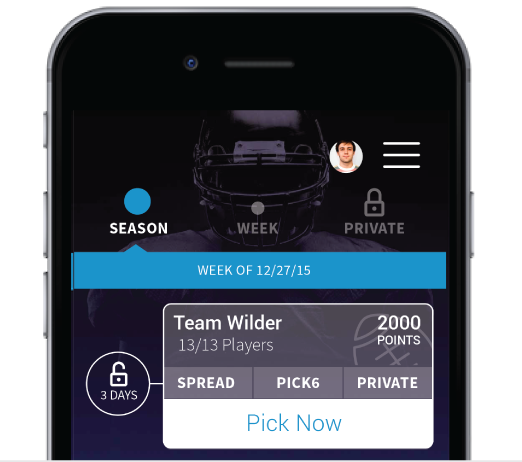 SEASON
WEEK
PRIVATE
WEEK OF 12/27/15
Team Wilder
2000
13/13 Players
POINTS
3 DAYS
SPREAD
PICK6
PRIVATE
Pick Now